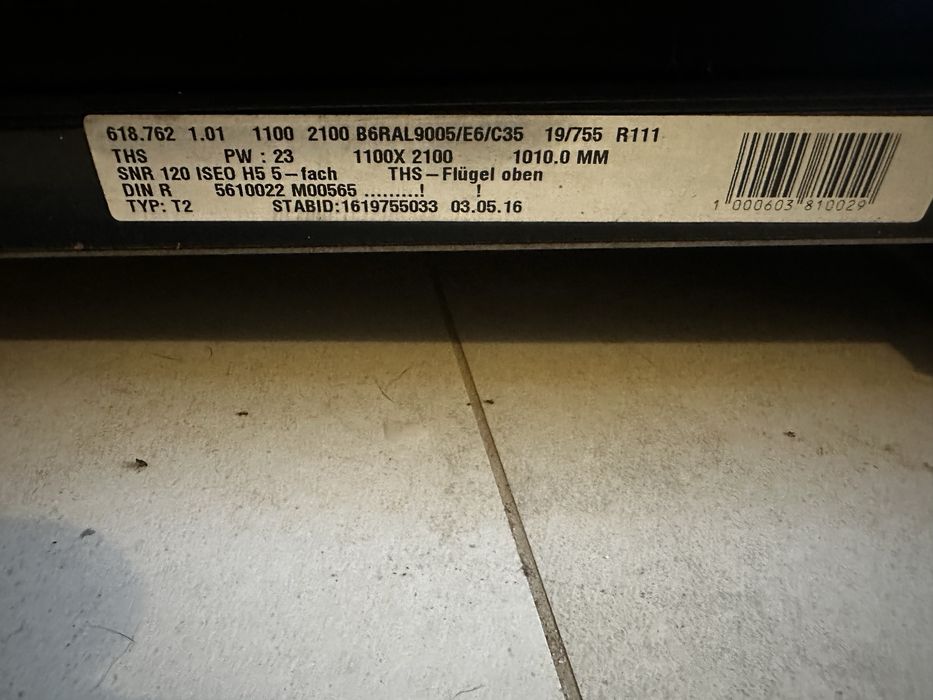 618.762 1.01 1100 2100 B6RAL9005/E6/C35 19/755 R111
THS PW : 23 1100X 2100 1010.0 MM
SNR 120 ISEO H5 5-fach THS-Flügel oben
DIN R 5610022 M00565 .........! !
TYP: T2 STABID:1619755033 03.05.16
1 000603 810029